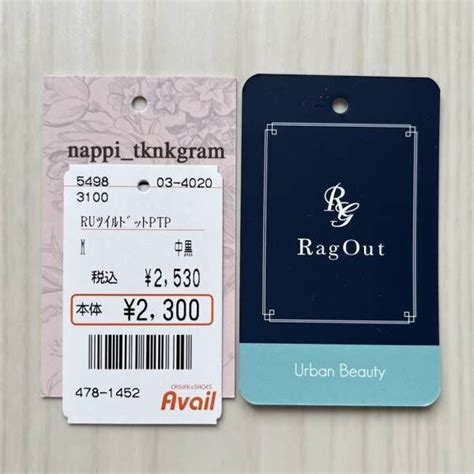 nappi_tknkgram
5498 03-4020
3100
RUツイルドットPTP
M 中黒
税込 ¥2,530
本体 ¥2,300
478-1452
CASUAL&SHOES
Avail
RG
RagOut
Urban Beauty